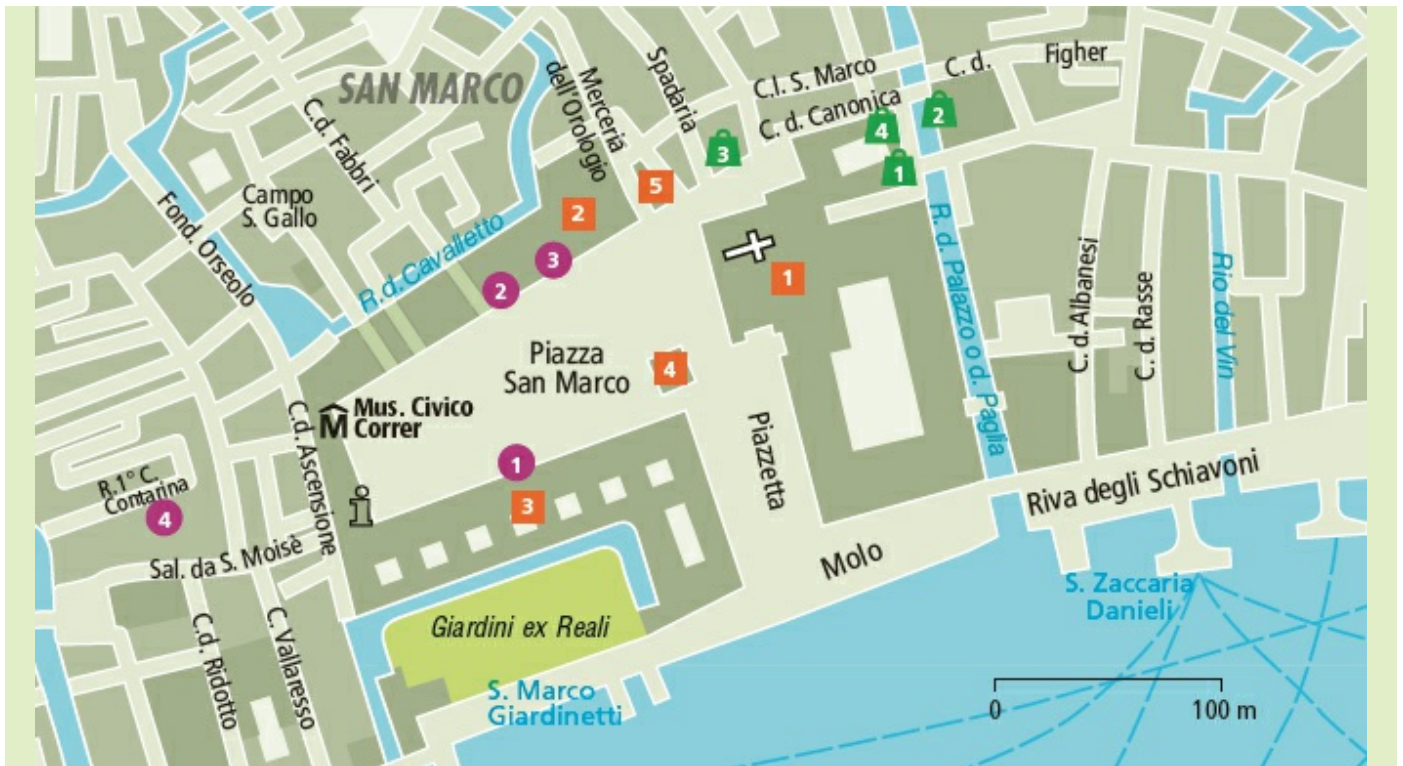 SAN MARCO
C.d. Fabbri
Merceria
dell'Orologio
Spadaria
C.l. S. Marco
C. d. Canonica
C. d.
Figher
2
4
3
1
5
2
Campo
S. Gallo
Fond. Orseolo
R.d. Cavalletto
3
2
1
R. d. Palazzo o d. Paglia
C. d. Albanesi
C. d. Rasse
Rio del Vin
Piazza
San Marco
4
Mus. Civico
Correr
M
C.d. Ascensione
1
3
i
Piazzetta
R.1° C.
Contarina
4
Sal. da S. Moisè
Riva degli Schiavoni
Molo
S. Zaccaria
Danieli
Giardini ex Reali
C.d. Ridotto
C. Vallaresso
S. Marco
Giardinetti
0
100 m